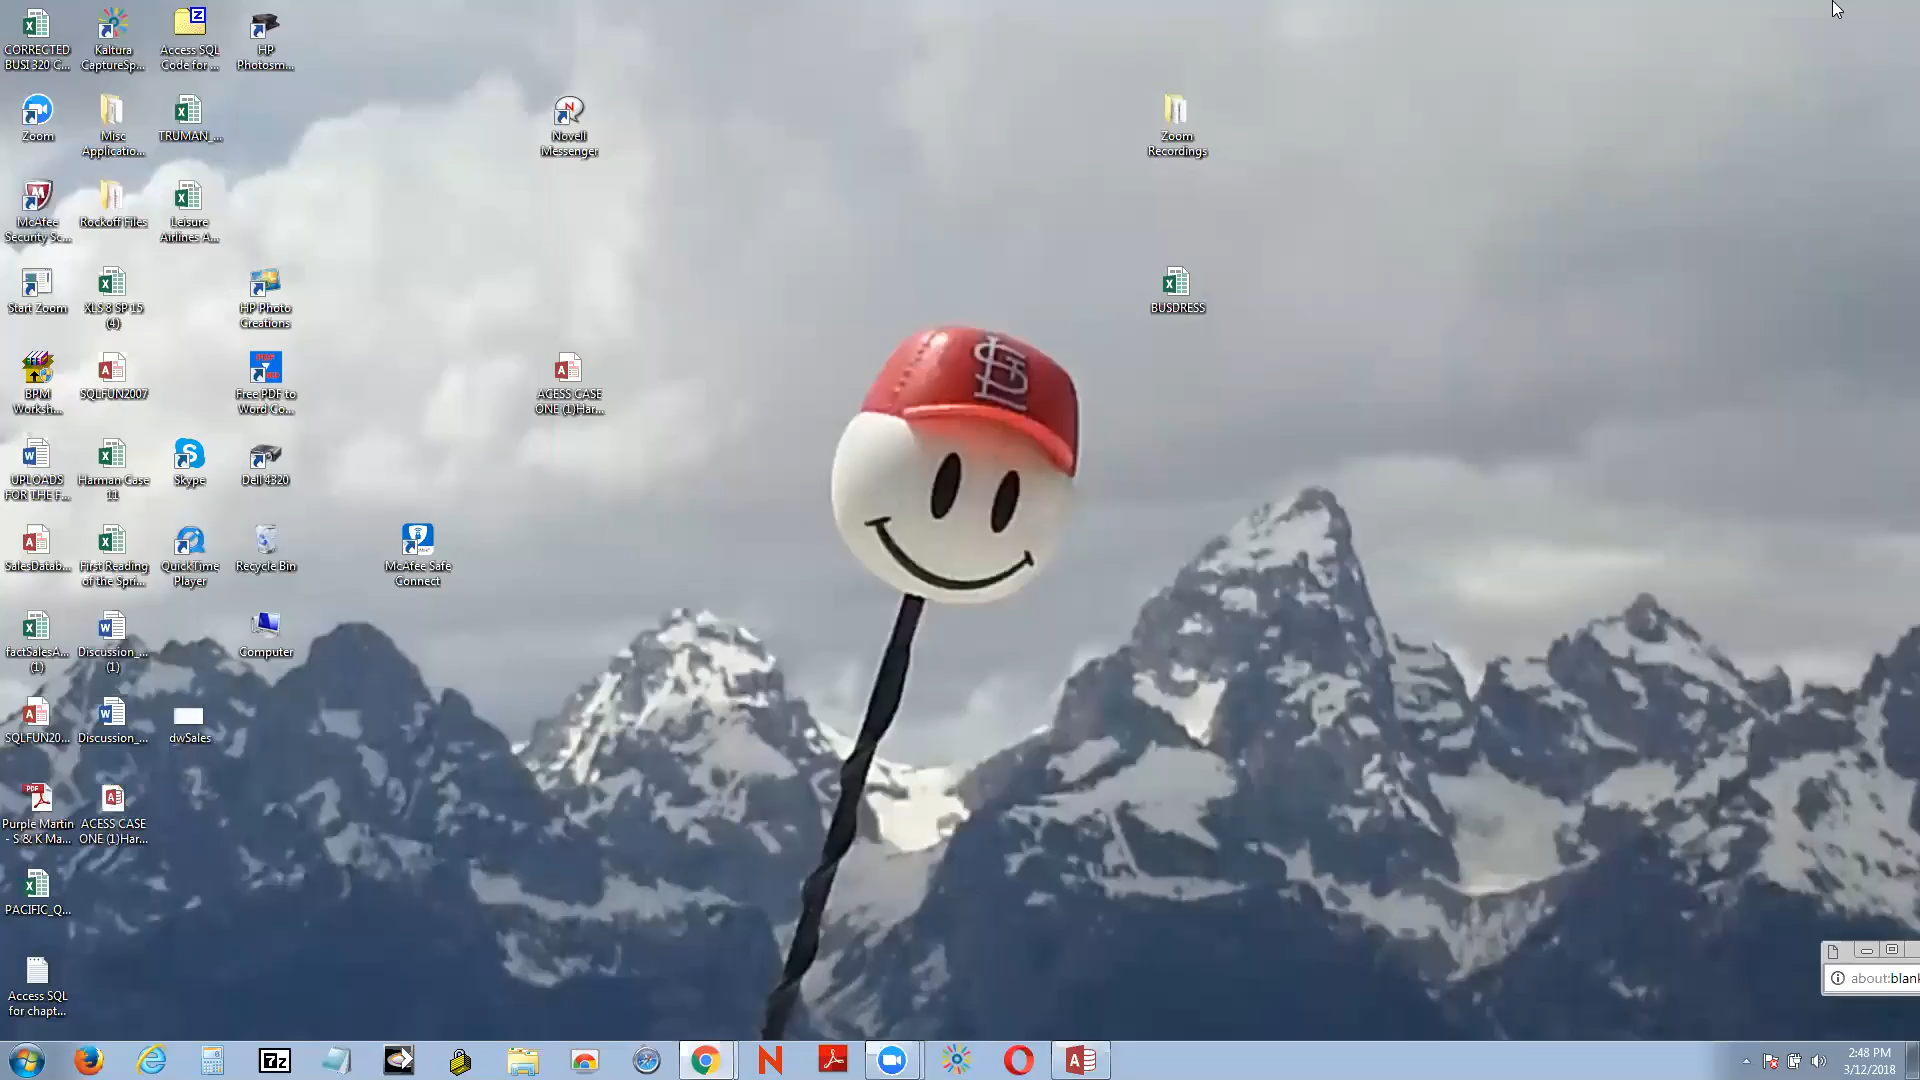 CORRECTED
BUSI 320 C...
Kaltura
CaptureSp...
Access SQL
Code for ...
HP
Photosm...
Zoom
Misc
Applicatio...
TRUMAN_...
Novell
Messenger
Zoom
Recordings
McAfee
Security Sc...
Rockoff Files
Leisure
Airlines A...
Start Zoom
XLS 8 SP 15
(4)
HP Photo
Creations
BUSDRESS
BPM
Worksh...
SQLFUN2007
PDF
Free PDF to
Word Co...
ACESS CASE
ONE (1)Har...
UPLOADS
FOR THE F...
Harman Case
11
Skype
Dell 4320
SalesDatab...
First Reading
of the Spri...
QuickTime
Player
Recycle Bin
McAfee Safe
Connect
factSalesA...
(1)
Discussion_...
(1)
Computer
SQLFUN20...
Discussion_...
dwSales
PDF
Purple Martin
- S & K Ma...
ACESS CASE
ONE (1)Har...
PACIFIC_Q...
about:blank
Access SQL
for chapt...
7z
2:48 PM
3/12/2018